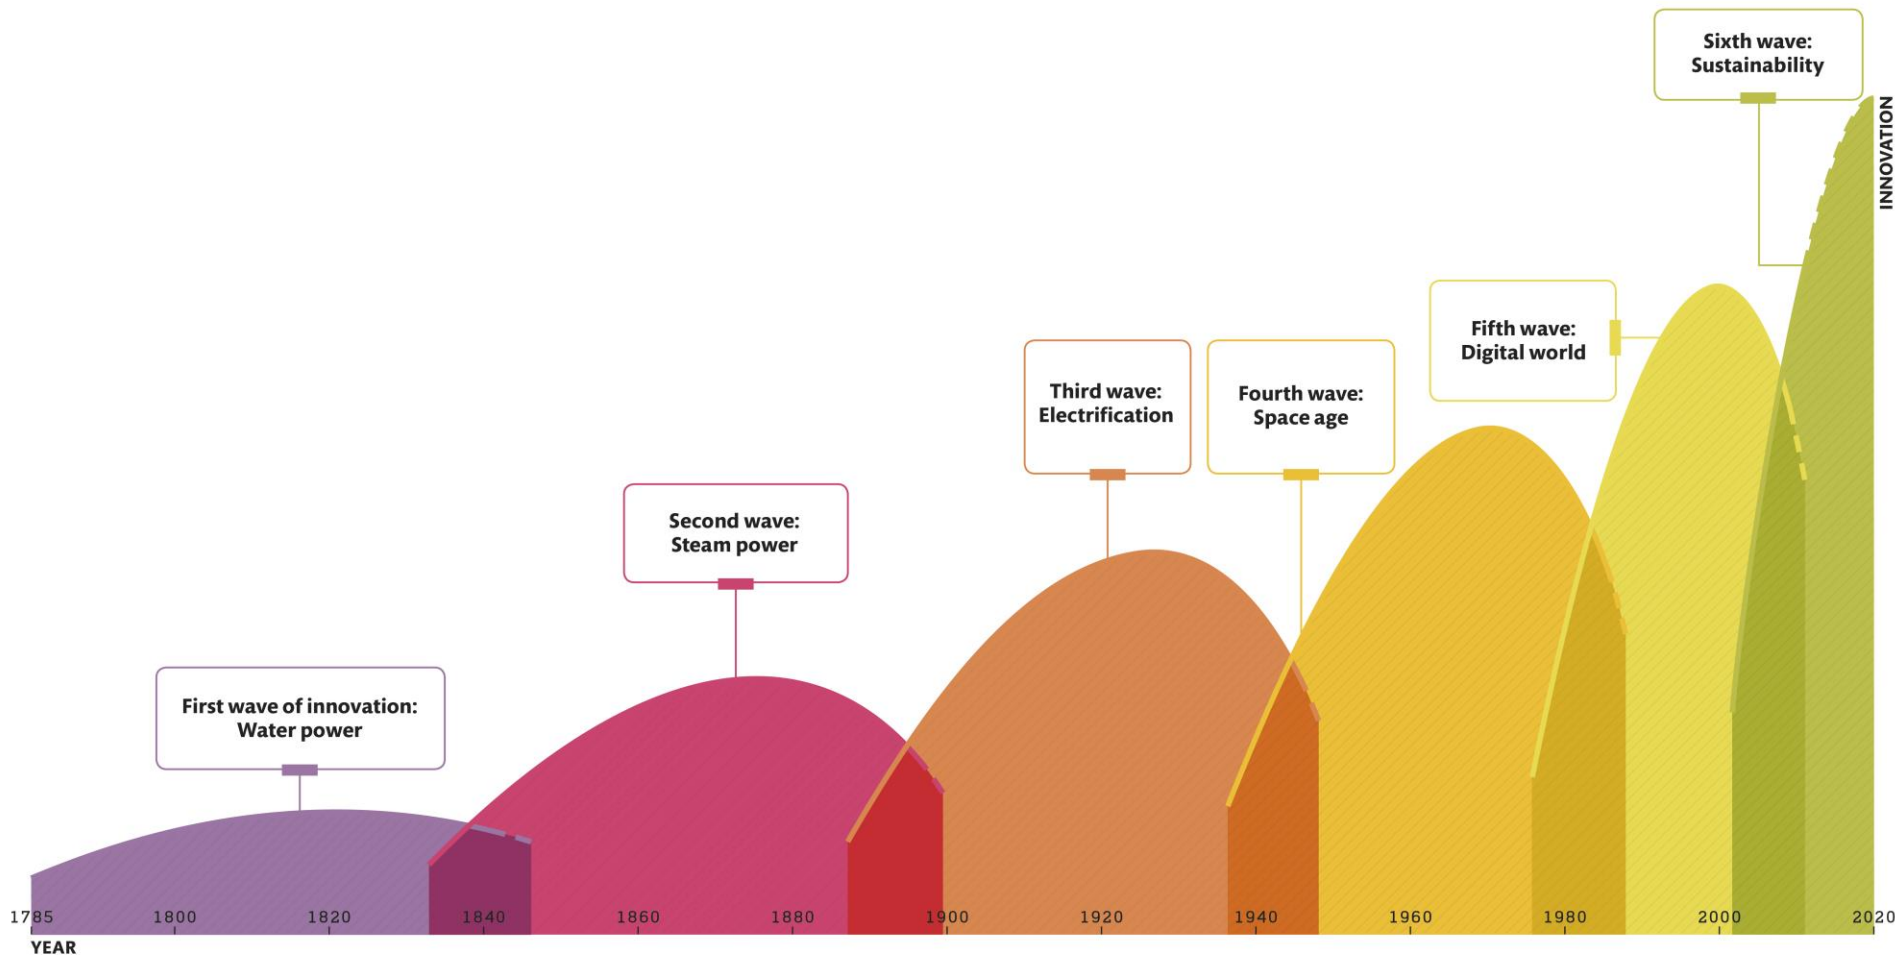 Sixth wave:
Sustainability
INNOVATION
Fifth wave:
Digital world
Third wave:
Electrification
Fourth wave:
Space age
Second wave:
Steam power
First wave of innovation:
Water power
1785 1800 1820 1840 1860 1880 1900 1920 1940 1960 1980 2000 2020
YEAR